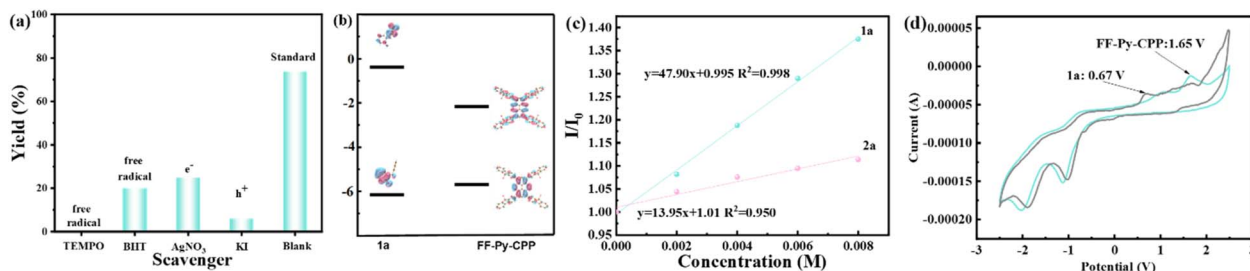 (a)
Yield (%)
100
80
60
40
20
0
Standard
free
radical
free
radical
e⁻
h⁺
TEMPO BHT AgNO₃ KI Blank
Scavenger
(b)
0
-2
-4
-6
1a FF-Py-CPP
(c)
I/I₀
1.40
1.35
1.30
1.25
1.20
1.15
1.10
1.05
1.00
0.95
0.90
1a
y=47.90x+0.995 R²=0.998
2a
y=13.95x+1.01 R²=0.950
0.000 0.002 0.004 0.006 0.008
Concentration (M)
(d)
Current (A)
0.00005
0.00000
-0.00005
-0.00010
-0.00015
-0.00020
FF-Py-CPP:1.65 V
1a: 0.67 V
-3 -2 -1 0 1 2 3
Potential (V)